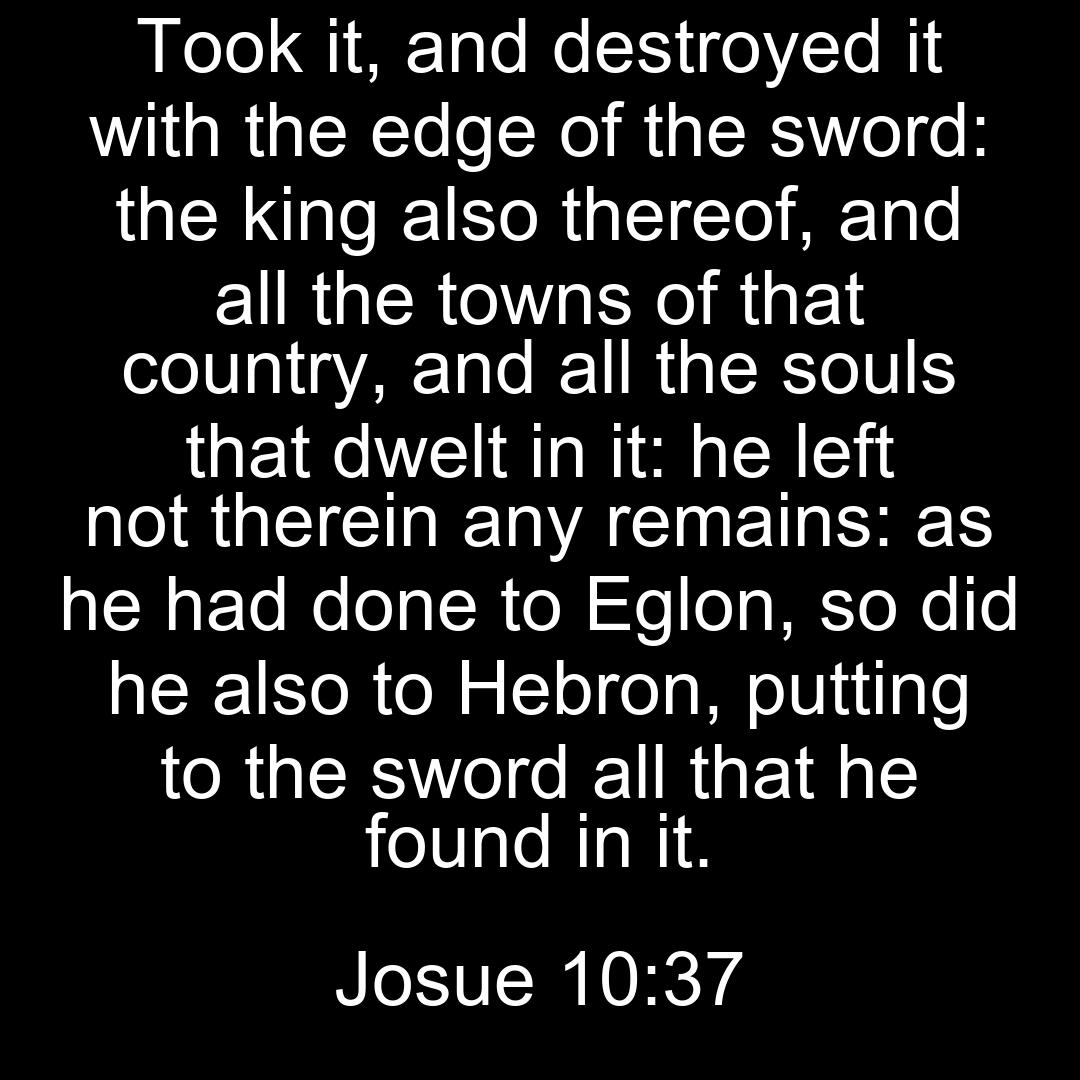 Took it, and destroyed it
with the edge of the sword:
the king also thereof, and
all the towns of that
country, and all the souls
that dwelt in it: he left
not therein any remains: as
he had done to Eglon, so did
he also to Hebron, putting
to the sword all that he
found in it.
Josue 10:37